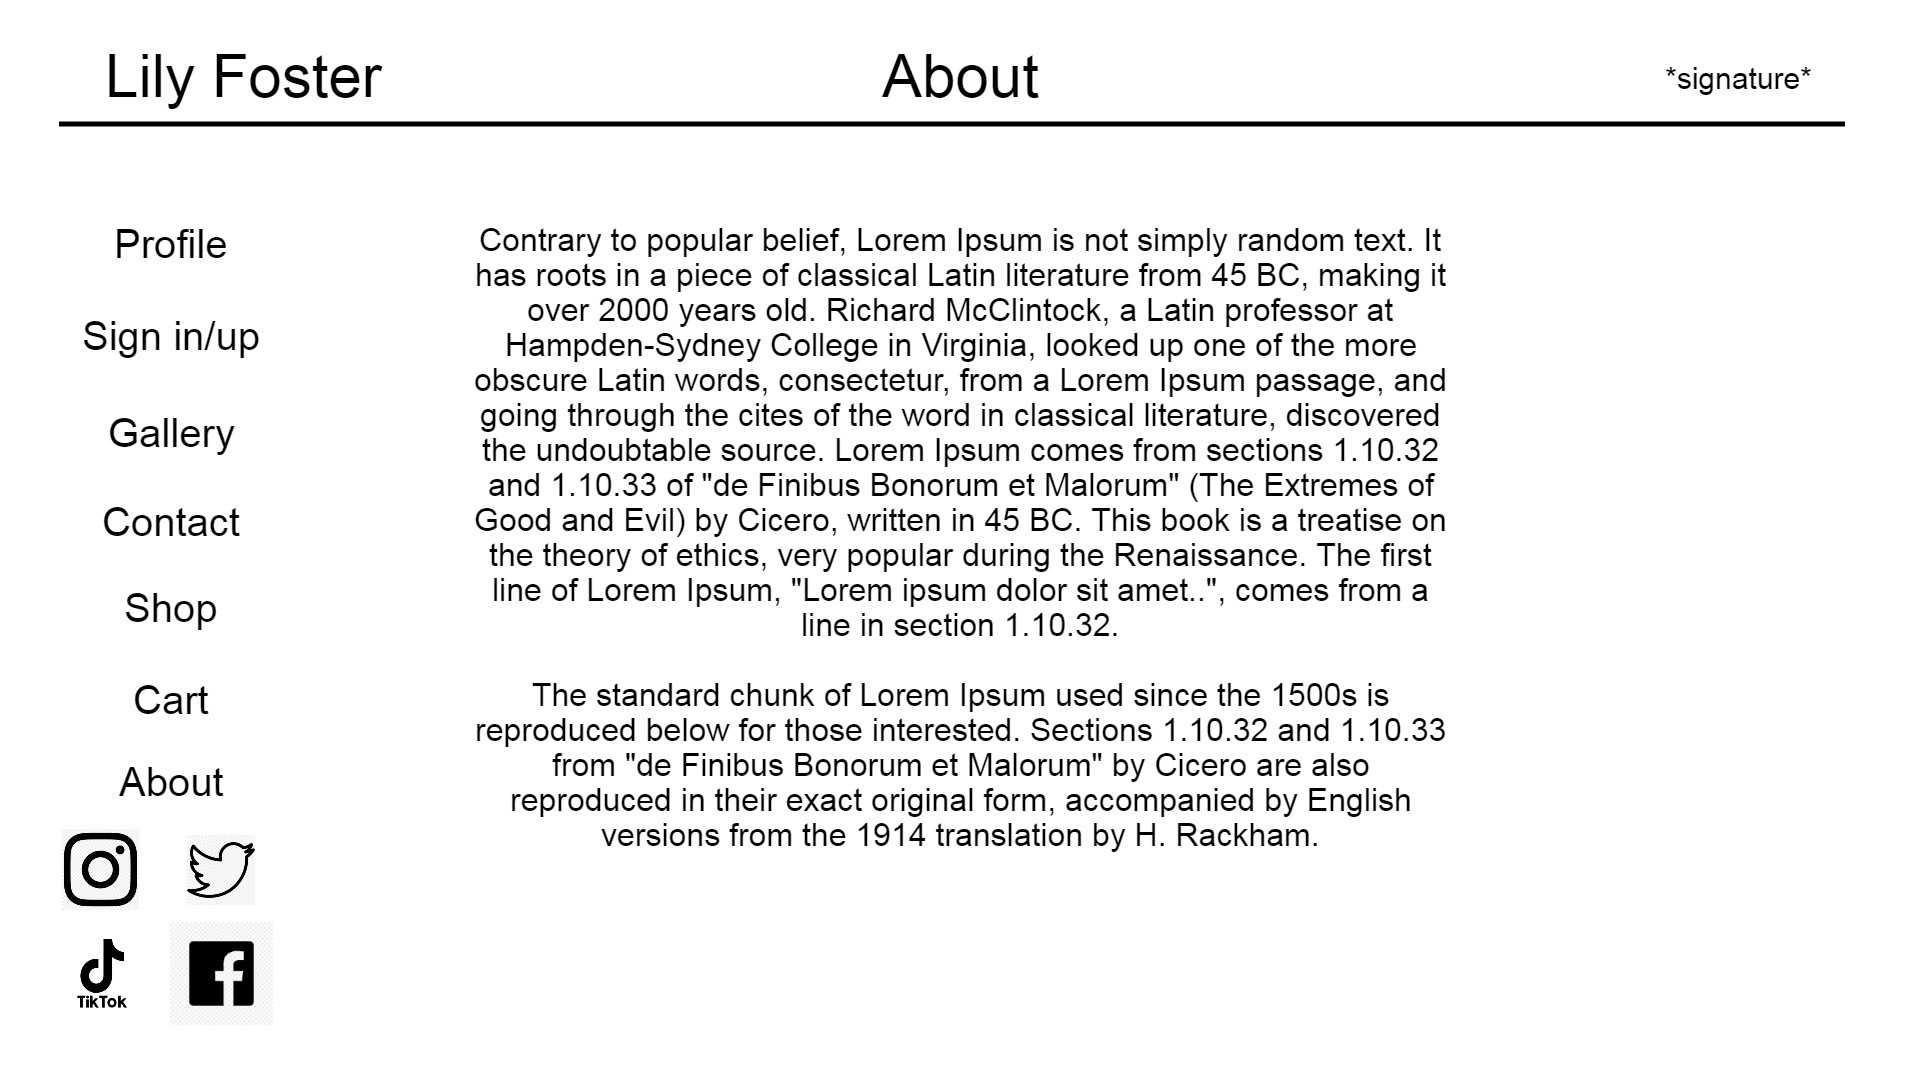 Lily Foster
About
*signature*
Profile
Sign in/up
Gallery
Contact
Shop
Cart
About
TikTok
Contrary to popular belief, Lorem Ipsum is not simply random text. It
has roots in a piece of classical Latin literature from 45 BC, making it
over 2000 years old. Richard McClintock, a Latin professor at
Hampden-Sydney College in Virginia, looked up one of the more
obscure Latin words, consectetur, from a Lorem Ipsum passage, and
going through the cites of the word in classical literature, discovered
the undoubtable source. Lorem Ipsum comes from sections 1.10.32
and 1.10.33 of "de Finibus Bonorum et Malorum" (The Extremes of
Good and Evil) by Cicero, written in 45 BC. This book is a treatise on
the theory of ethics, very popular during the Renaissance. The first
line of Lorem Ipsum, "Lorem ipsum dolor sit amet..", comes from a
line in section 1.10.32.
The standard chunk of Lorem Ipsum used since the 1500s is
reproduced below for those interested. Sections 1.10.32 and 1.10.33
from "de Finibus Bonorum et Malorum" by Cicero are also
reproduced in their exact original form, accompanied by English
versions from the 1914 translation by H. Rackham.